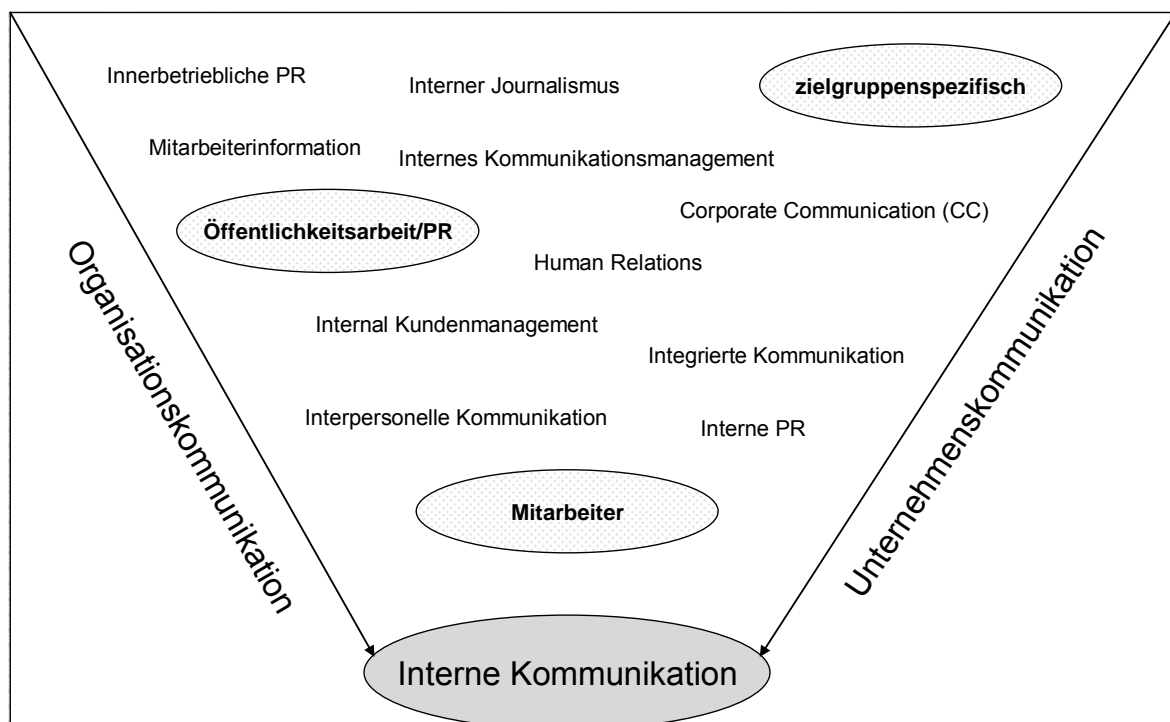 Innerbetriebliche PR
Interner Journalismus
zielgruppenspezifisch
Mitarbeiterinformation
Internes Kommunikationsmanagement
Corporate Communication (CC)
Öffentlichkeitsarbeit/PR
Human Relations
Internal Kundenmanagement
Integrierte Kommunikation
Interpersonelle Kommunikation
Interne PR
Mitarbeiter
Organisationskommunikation
Unternehmenskommunikation
Interne Kommunikation